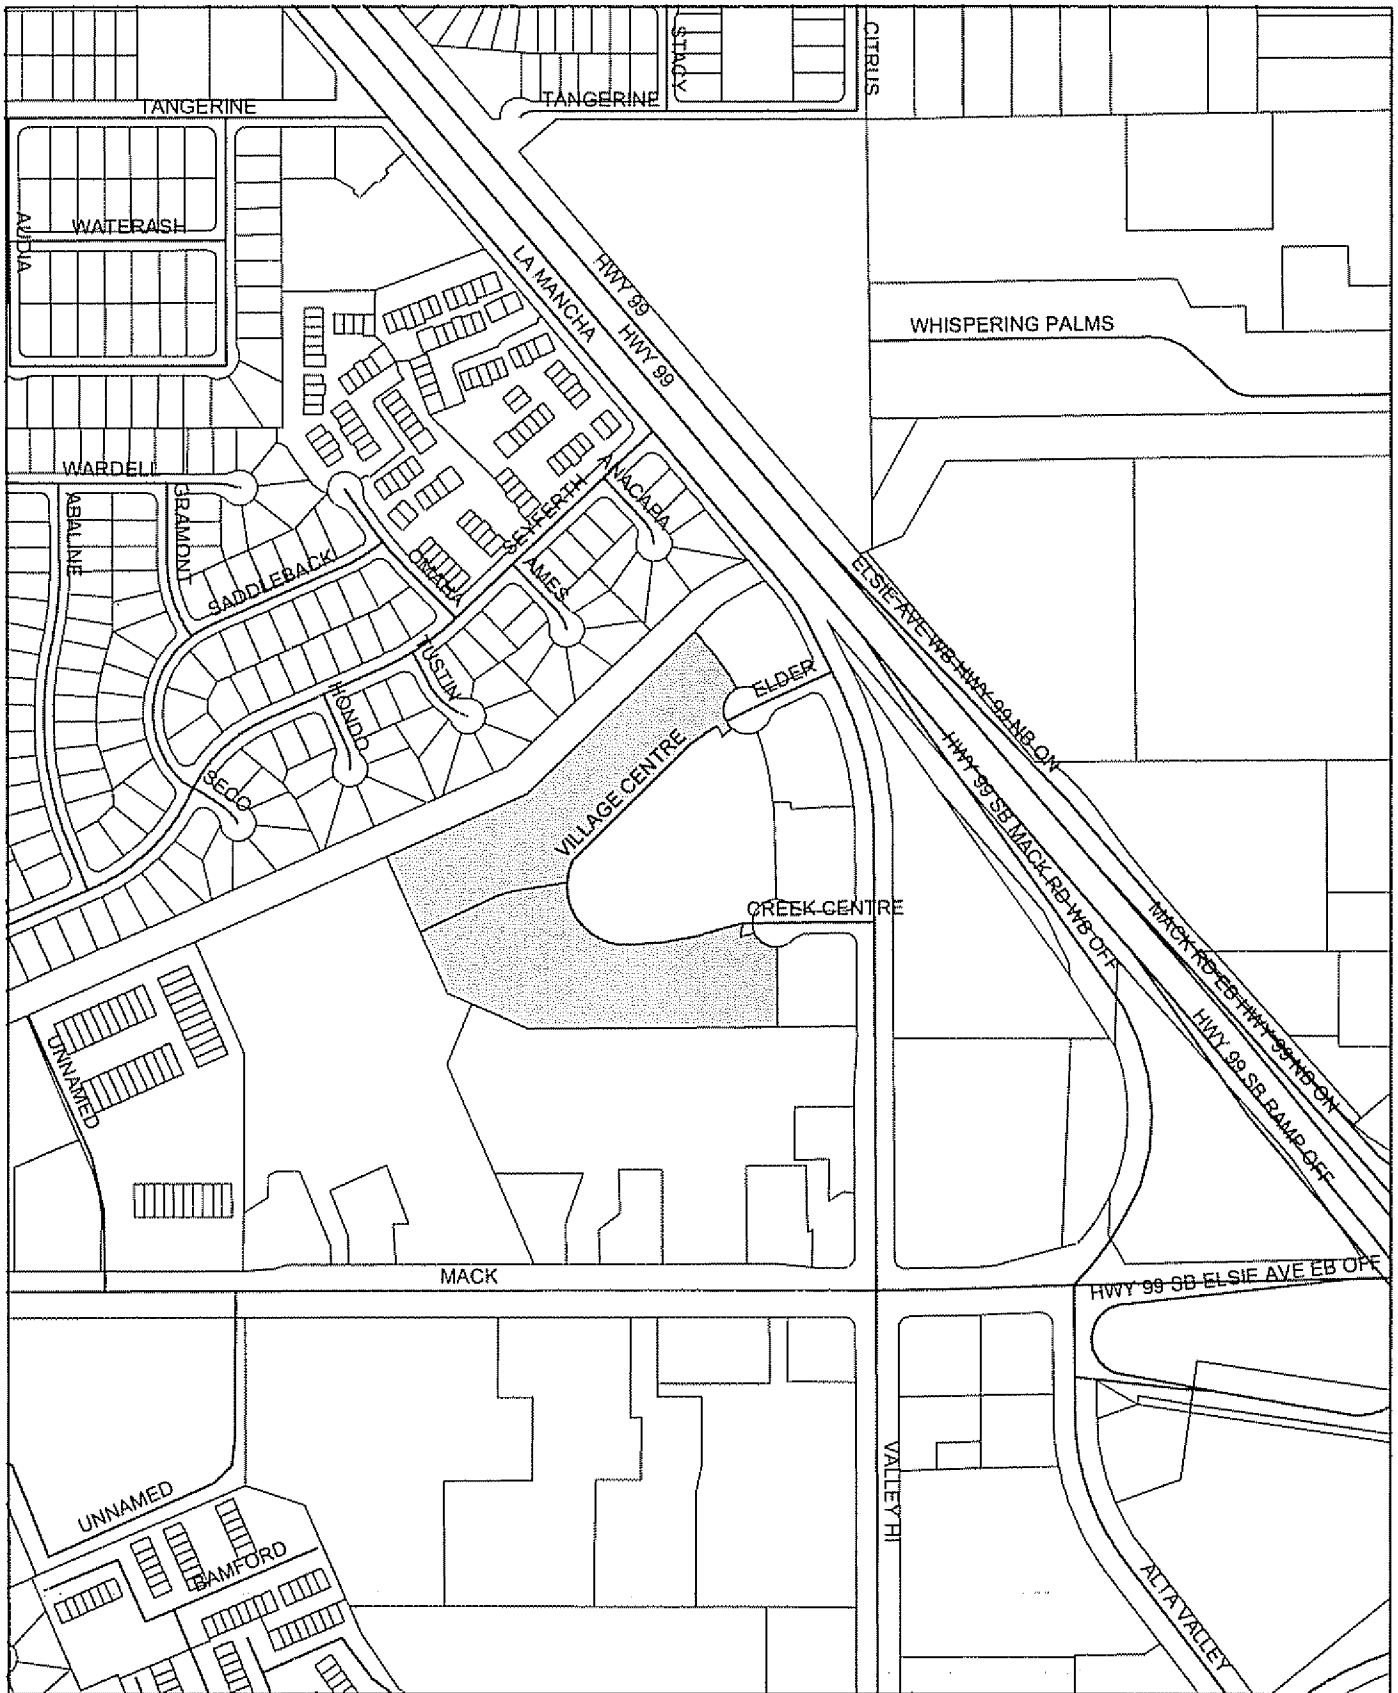 STACY
CITRUS
TANGERINE
TANGERINE
WATERASH
AUDIA
LA MANCHA
HWY 99
HWY 99
WHISPERING PALMS
WARDELL
ABALINE
GRAMONT
ANACAPA
SEYFERTH
SADDLEBACK
OMAHA
AMES
ELSIE AVE WB HWY 99 NB ON
TUSTIN
HONDO
ELDER
SECO
VILLAGE CENTRE
HWY 99 SB MACK RD WB OFF
CREEK CENTRE
MACK RD EB HWY 99 NB ON
HWY 99 SB RAMP OFF
UNNAMED
MACK
HWY 99 SB ELSIE AVE EB OFF
VALLEY HI
UNNAMED
BAMFORD
ALTA VALLEY